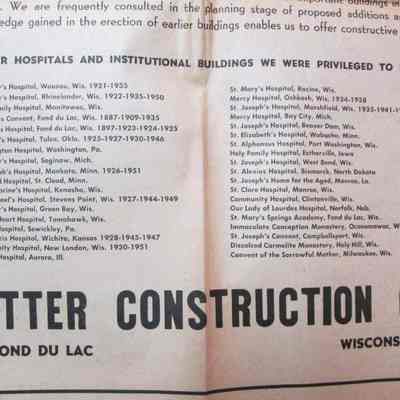 important buildings in
. We are frequently consulted in the planning stage of proposed additions a
edge gained in the erection of earlier buildings enables us to offer constructive
R HOSPITALS AND INSTITUTIONAL BUILDINGS WE WERE PRIVILEGED TO
's Hospital, Wausau, Wis. 1921-1935
's Hospital, Rhinelander, Wis. 1922-1935-1950
amily Hospital, Manitowoc, Wis.
s Convent, Fond du Lac, Wis. 1887-1909-1935
s Hospital, Fond du Lac, Wis. 1897-1923-1924-1935
's Hospital, Tulsa, Okla. 1925-1927-1930-1946
ngton Hospital, Washington, Pa.
's Hospital, Saginaw, Mich.
ph's Hospital, Mankato, Minn. 1926-1951
d Hospital, St. Cloud, Minn.
erine's Hospital, Kenosha, Wis.
el's Hospital, Stevens Point, Wis. 1927-1944-1949
's Hospital, Green Bay, Wis.
Heart Hospital, Tomahawk, Wis.
Hospital, Sewickley, Pa.
cis Hospital, Wichita, Kansas 1928-1945-1947
ity Hospital, New London, Wis. 1930-1951
Hospital, Aurora, Ill.
St. Mary's Hospital, Racine, Wis.
Mercy Hospital, Oshkosh, Wis. 1934-1938
St. Joseph's Hospital, Marshfield, Wis. 1935-1941-1
Mercy Hospital, Bay City, Mich.
St. Joseph's Hospital, Beaver Dam, Wis.
St. Elizabeth's Hospital, Wabasha, Minn.
St. Alphonsus Hospital, Port Washington, Wis.
Holy Family Hospital, Estherville, Iowa
St. Joseph's Hospital, West Bend, Wis.
St. Alexius Hospital, Bismarck, North Dakota
St. Joseph's Home for the Aged, Monroe, La.
St. Clare Hospital, Monroe, Wis.
Community Hospital, Clintonville, Wis.
Our Lady of Lourdes Hospital, Norfolk, Neb.
St. Mary's Springs Academy, Fond du Lac, Wis.
Immaculate Conception Monastery, Oconomowoc, W
St. Joseph's Convent, Campbellsport, Wis.
Discalced Carmelite Monastery, Holy Hill, Wis.
Convent of the Sorrowful Mother, Milwaukee, Wis.
TTER CONSTRUCTION
OND DU LAC
WISCONS